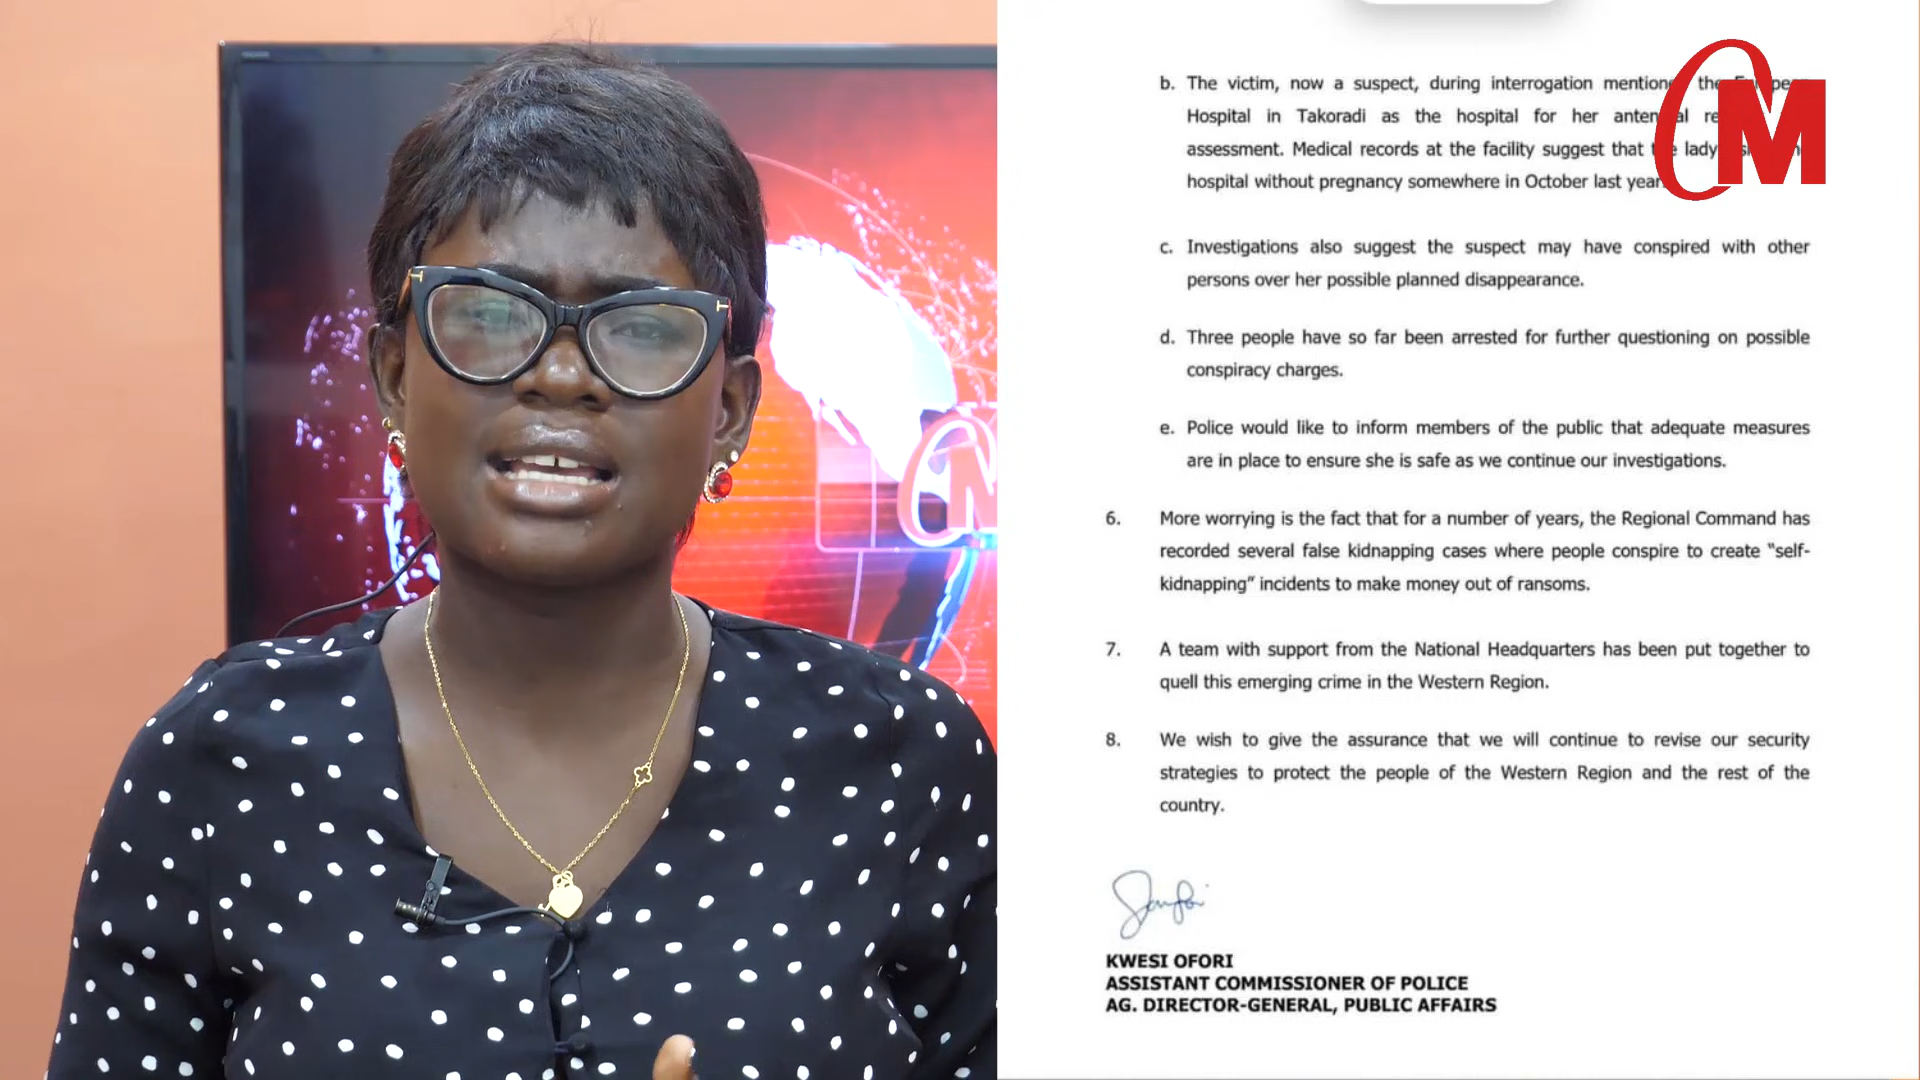 b. The victim, now a suspect, during interrogation mentioned the
Hospital in Takoradi as the hospital for her
assessment. Medical records at the facility suggest that the lady
hospital without pregnancy somewhere in October last year
c. Investigations also suggest the suspect may have conspired with other
persons over her possible planned disappearance.
d. Three people have so far been arrested for further questioning on possible
conspiracy charges.
e. Police would like to inform members of the public that adequate measures
are in place to ensure she is safe as we continue our investigations.
6. More worrying is the fact that for a number of years, the Regional Command has
recorded several false kidnapping cases where people conspire to create “self-
kidnapping” incidents to make money out of ransoms.
7. A team with support from the National Headquarters has been put together to
quell this emerging crime in the Western Region.
8. We wish to give the assurance that we will continue to revise our security
strategies to protect the people of the Western Region and the rest of the
country.
KWESI OFORI
ASSISTANT COMMISSIONER OF POLICE
AG. DIRECTOR-GENERAL, PUBLIC AFFAIRS
CM